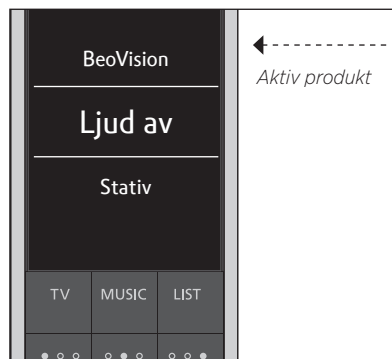 BeoVision
Aktiv produkt
Ljud av
Stativ
TV MUSIC LIST